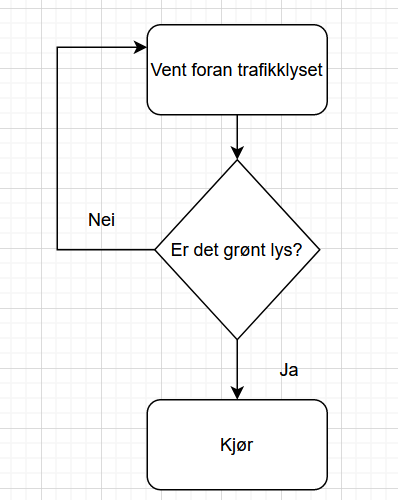 Vent foran trafikklyset
Nei
Er det grønt lys?
Ja
Kjør